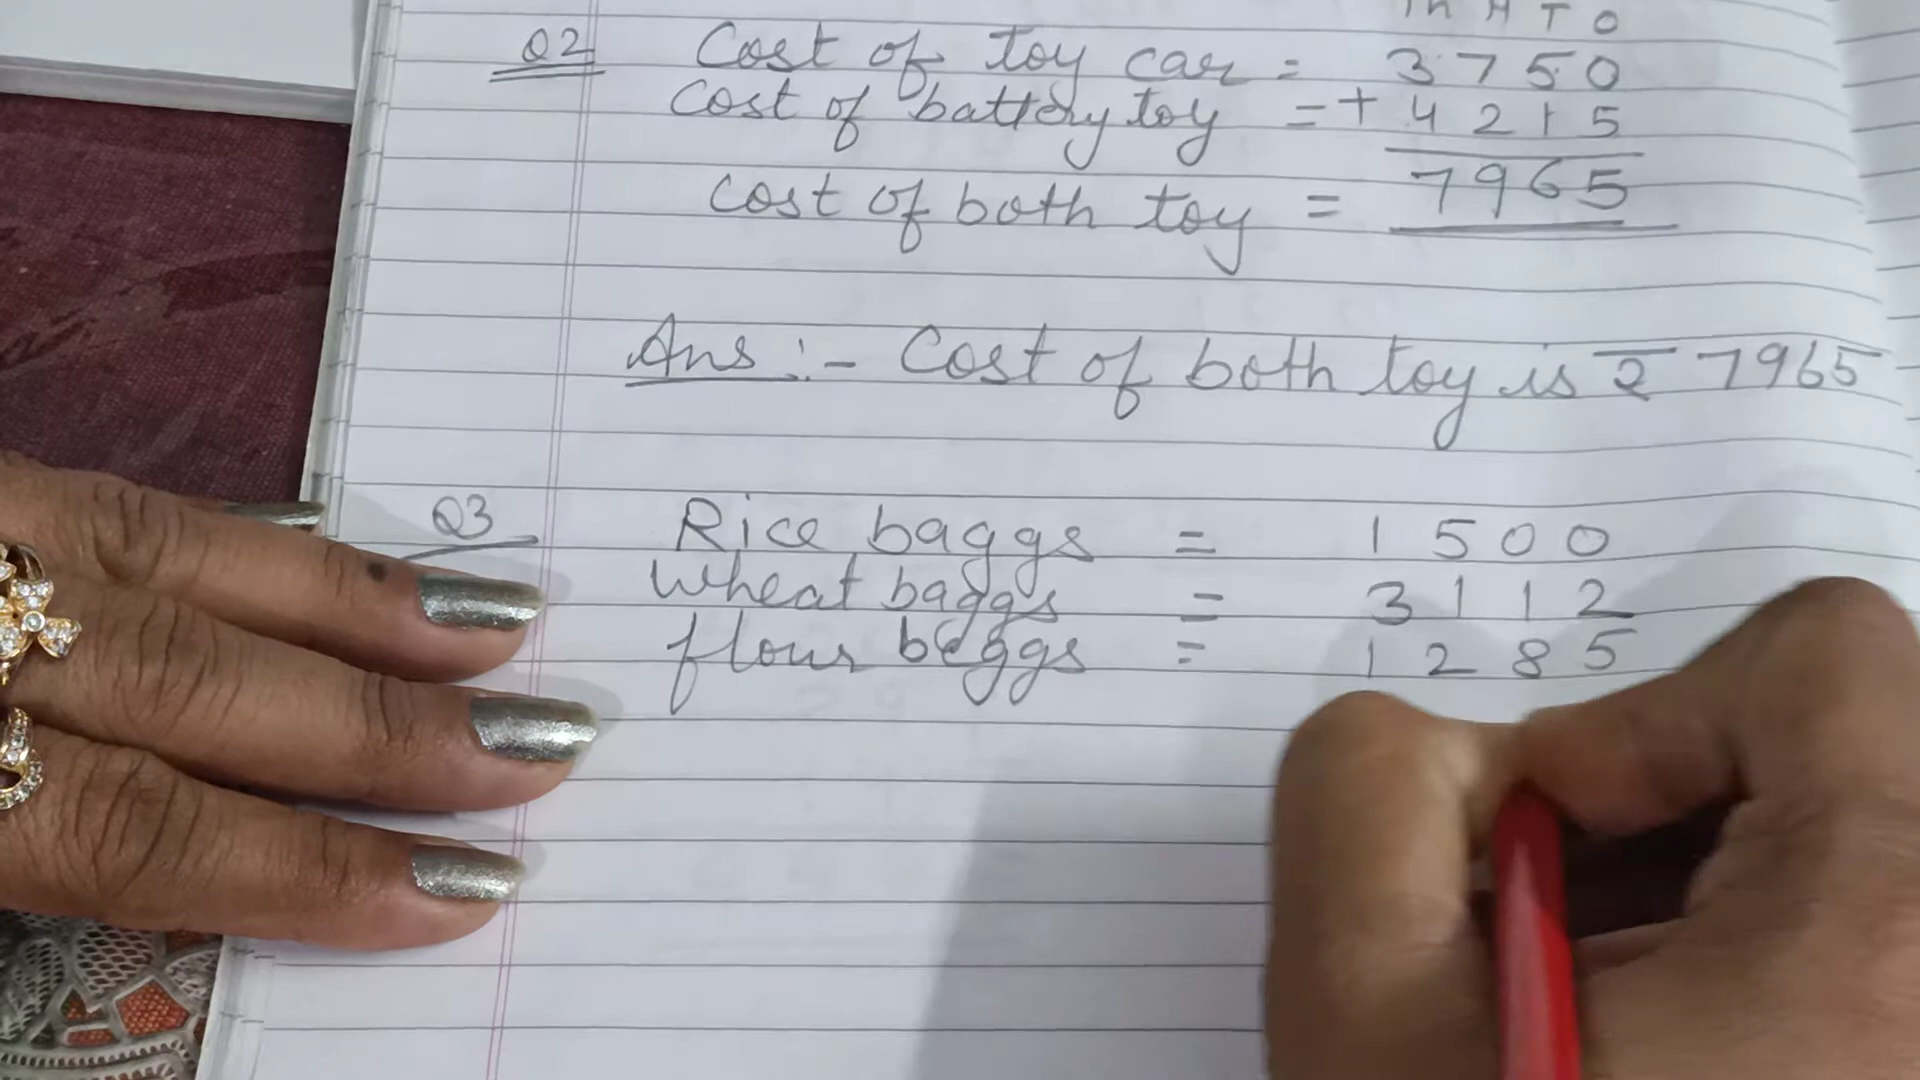 Th H T O
Q2 Cost of toy car = 3750
Cost of battery toy = + 4215
Cost of both toy = 7965
Ans :- Cost of both toy is ₹ 7965
Q3 Rice baggs = 1500
Wheat baggs = 3112
flour beggs = 1285